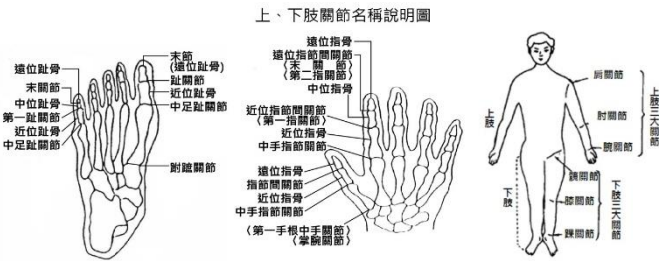 上、下肢關節名稱說明圖
遠位趾骨
末關節
中位趾骨
第一趾關節
近位趾骨
中足趾關節
末節
(遠位趾骨)
趾關節
近位趾骨
中足趾關節
跗蹠關節
遠位指骨
遠位指節間關節
(末關節)
(第二指關節)
中位指骨
近位指節間關節
(第一指關節)
近位指骨
中手指節關節
遠位指骨
指節間關節
近位指骨
中手指節關節
(第一手根中手關節)
(掌腕關節)
上肢
下肢
肩關節
肘關節
腕關節
上肢三大關節
髖關節
膝關節
踝關節
下肢三大關節